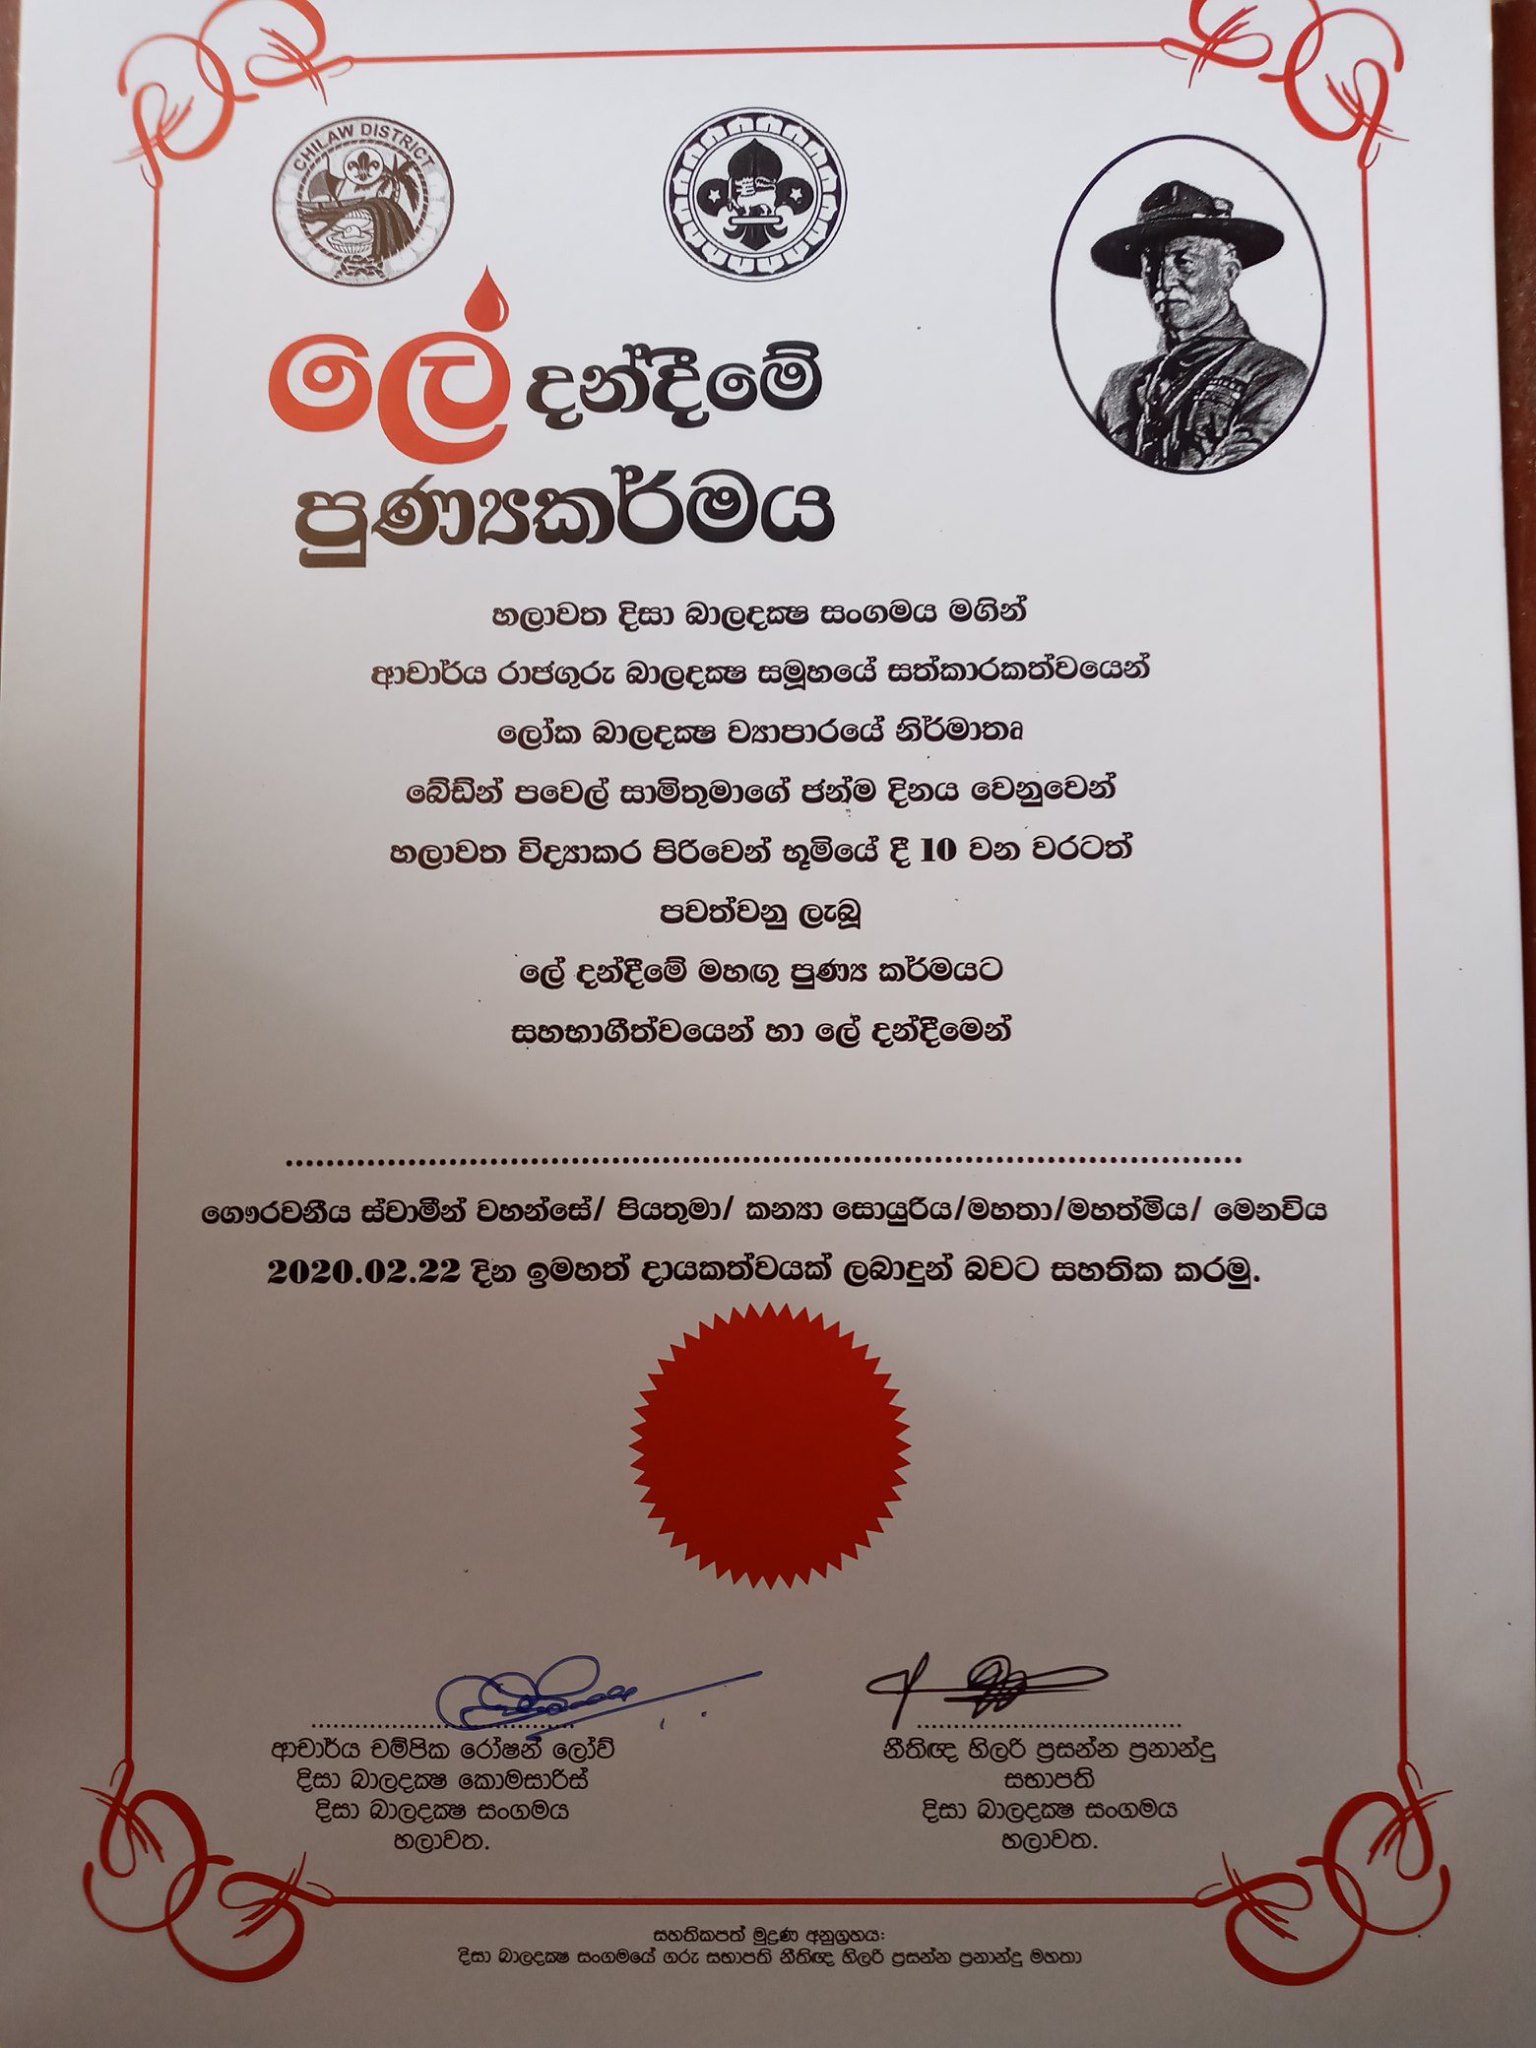 CHILAW DISTRICT
ලේ දන්දීමේ
පුණ්‍යකර්මය
හලාවත දිසා බාලදක්ෂ සංගමය මගින්
ආචාර්ය රාජගුරු බාලදක්ෂ සමූහයේ සත්කාරකත්වයෙන්
ලෝක බාලදක්ෂ ව්‍යාපාරයේ නිර්මාතෘ
බේඩ්න් පවෙල් සාමිතුමාගේ ජන්ම දිනය වෙනුවෙන්
හලාවත විද්‍යාකර පිරිවෙන් භූමියේ දී 10 වන වරටත්
පවත්වනු ලැබූ
ලේ දන්දීමේ මහඟු පුණ්‍ය කර්මයට
සහභාගීත්වයෙන් හා ලේ දන්දීමෙන්
ගෞරවනීය ස්වාමීන් වහන්සේ/ පියතුමා/ කන්‍යා සොයුරිය/මහතා/මහත්මිය/ මෙනවිය
2020.02.22 දින ඉමහත් දායකත්වයක් ලබාදුන් බවට සහතික කරමු.
ආචාර්ය චම්පික රෝෂන් ලෝව්
දිසා බාලදක්ෂ කොමසාරිස්
දිසා බාලදක්ෂ සංගමය
හලාවත.
නීතිඥ හිලරි ප්‍රසන්න ප්‍රනාන්දු
සභාපති
දිසා බාලදක්ෂ සංගමය
හලාවත.
සහතිකපත් මුද්‍රණ අනුග්‍රහය:
දිසා බාලදක්ෂ සංගමයේ ගරු සභාපති නීතිඥ හිලරි ප්‍රසන්න ප්‍රනාන්දු මහතා